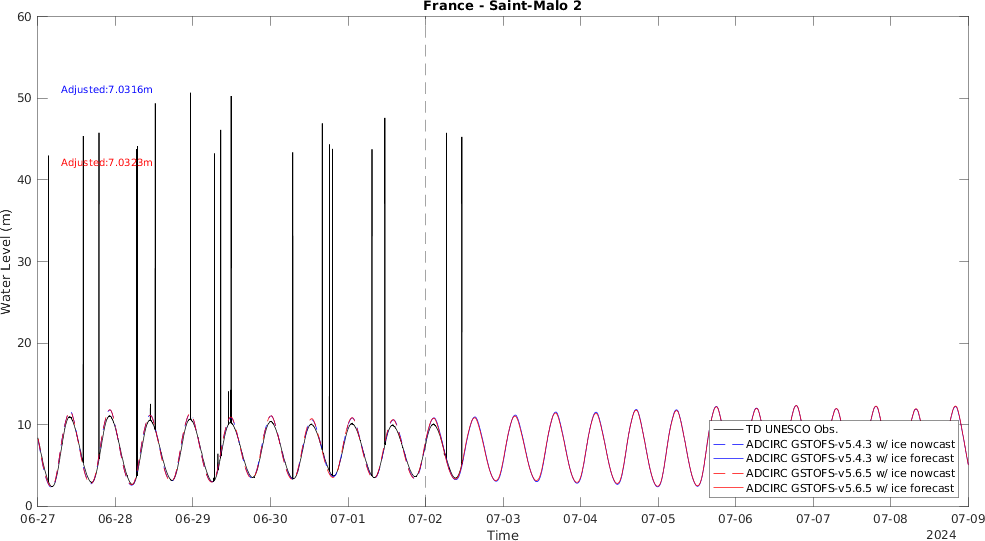 France - Saint-Malo 2
60
50
40
30
20
10
0
Water Level (m)
Adjusted:7.0316m
Adjusted:7.0323m
TD UNESCO Obs.
ADCIRC GSTOFS-v5.4.3 w/ ice nowcast
ADCIRC GSTOFS-v5.4.3 w/ ice forecast
ADCIRC GSTOFS-v5.6.5 w/ ice nowcast
ADCIRC GSTOFS-v5.6.5 w/ ice forecast
06-27 06-28 06-29 06-30 07-01 07-02 07-03 07-04 07-05 07-06 07-07 07-08 07-09
Time
2024